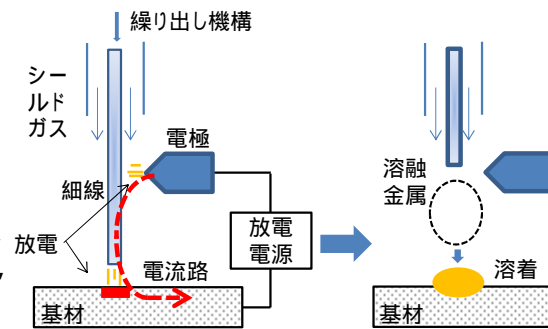 繰り出し機構
シー
ルド
ガス
電極
細線
放電
放電
電源
電流路
基材
溶融
金属
溶着
基材